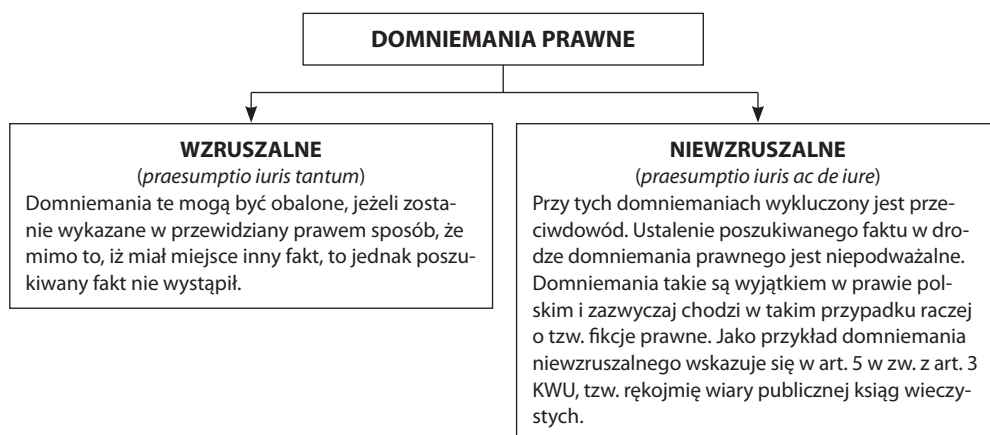 DOMNIEMANIA PRAWNE
WZRUSZALNE
(praesumptio iuris tantum)
Domniemania te mogą być obalone, jeżeli zosta-
nie wykazane w przewidziany prawem sposób, że
mimo to, iż miał miejsce inny fakt, to jednak poszu-
kiwany fakt nie wystąpił.
NIEWZRUSZALNE
(praesumptio iuris ac de iure)
Przy tych domniemaniach wykluczony jest prze-
ciwdowód. Ustalenie poszukiwanego faktu w dro-
dze domniemania prawnego jest niepodważalne.
Domniemania takie są wyjątkiem w prawie pol-
skim i zazwyczaj chodzi w takim przypadku raczej
o tzw. fikcje prawne. Jako przykład domniemania
niewzruszalnego wskazuje się w art. 5 w zw. z art. 3
KWU, tzw. rękojmię wiary publicznej ksiąg wieczy-
stych.